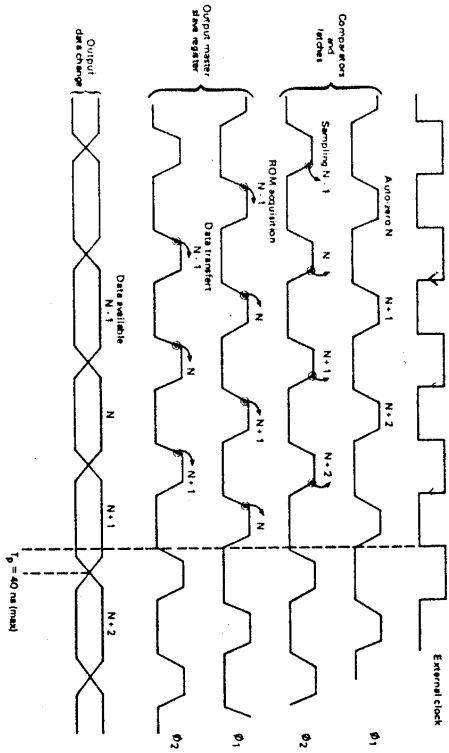 External clock
Comparators
and
latches
Auto-zero N
N + 1
N + 2
Ø1
Sampling N - 1
N
N + 1
N + 2
Ø2
Output master
slave register
ROM acquisition
N - 1
N
N + 1
N
Ø1
Data transfert
N - 1
N
N + 1
Ø2
Output
data change
Data available
N - 1
N
N + 1
N + 2
Tp = 40 ns (max)